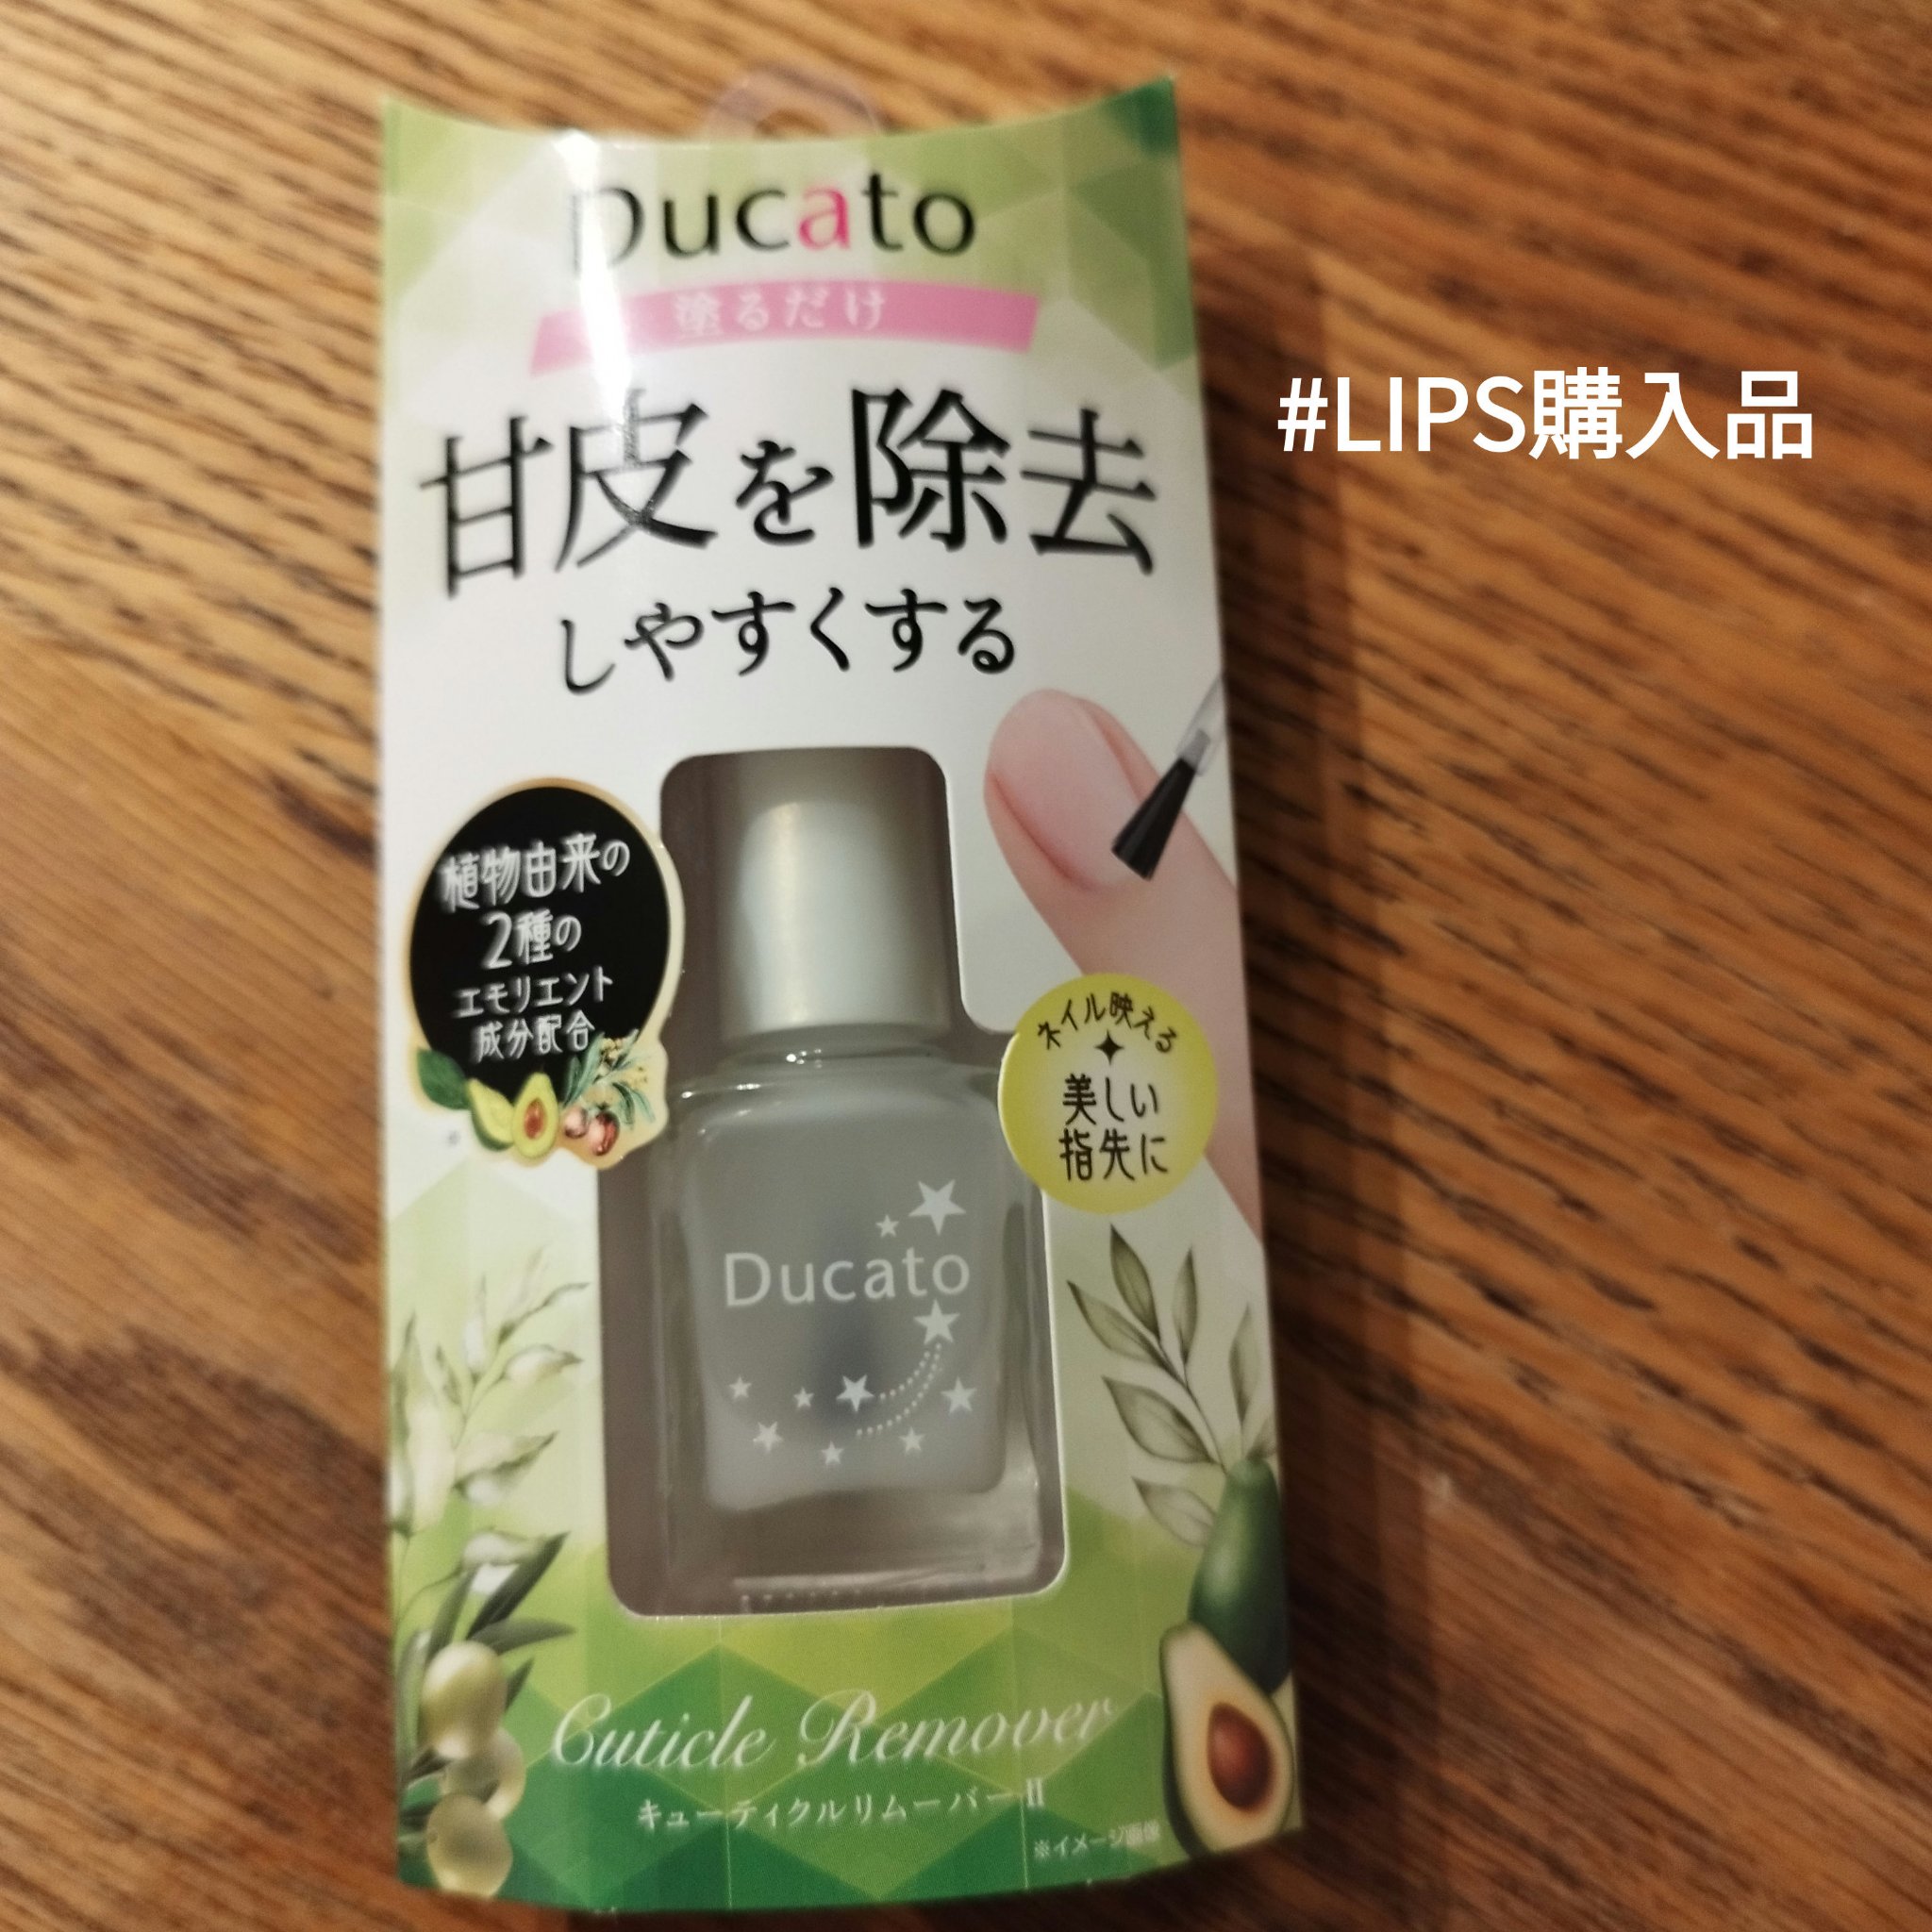 Ducato
塗るだけ
甘皮を除去
しやすくする
#LIPS購入品
植物由来の
2種の
エモリエント
成分配合
ネイル映える
美しい
指先に
Ducato
Cuticle Remover
キューティクルリムーバーII
※イメージ画像